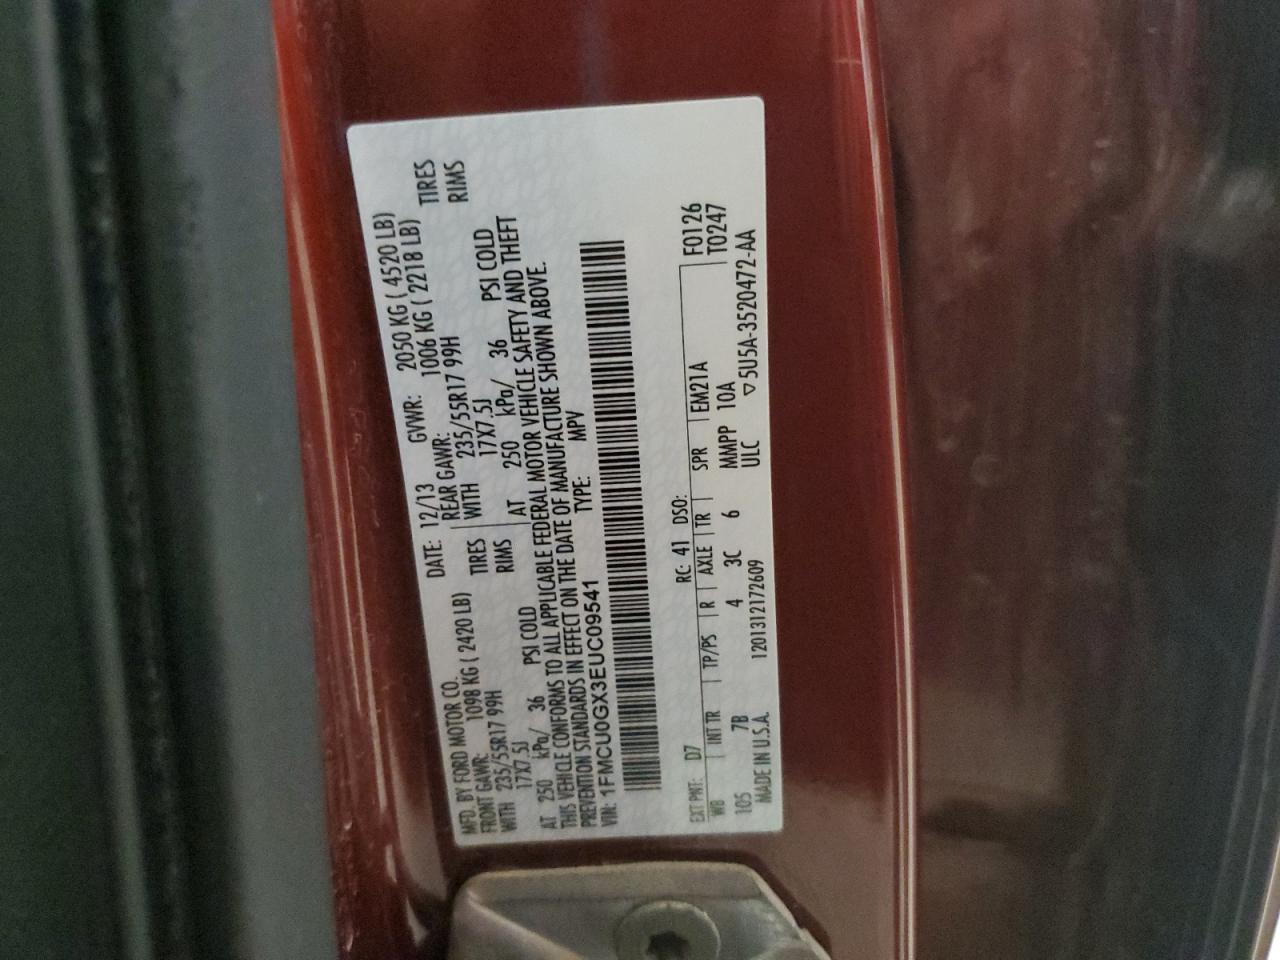 MFD. BY FORD MOTOR CO. DATE: 12/13 GVWR: 2050 KG ( 4520 LB)
FRONT GAWR: 1098 KG ( 2420 LB) REAR GAWR: 1006 KG ( 2218 LB)
WITH 235/55R17 99H TIRES WITH 235/55R17 99H TIRES
17X7.5J RIMS 17X7.5J RIMS
AT 250 kPa/ 36 PSI COLD AT 250 kPa/ 36 PSI COLD
THIS VEHICLE CONFORMS TO ALL APPLICABLE FEDERAL MOTOR VEHICLE SAFETY AND THEFT
PREVENTION STANDARDS IN EFFECT ON THE DATE OF MANUFACTURE SHOWN ABOVE.
VIN: 1FMCU0GX3EUC09541 TYPE: MPV
EXT PNT: D7 RC: 41 DSO: F0126
WB INT TR TP/PS R AXLE TR SPR EM21A T0247
105 7B 4 3C 6 MMPP 10A
MADE IN U.S.A. 1201312172609 ULC ▽5U5A-3520472-AA